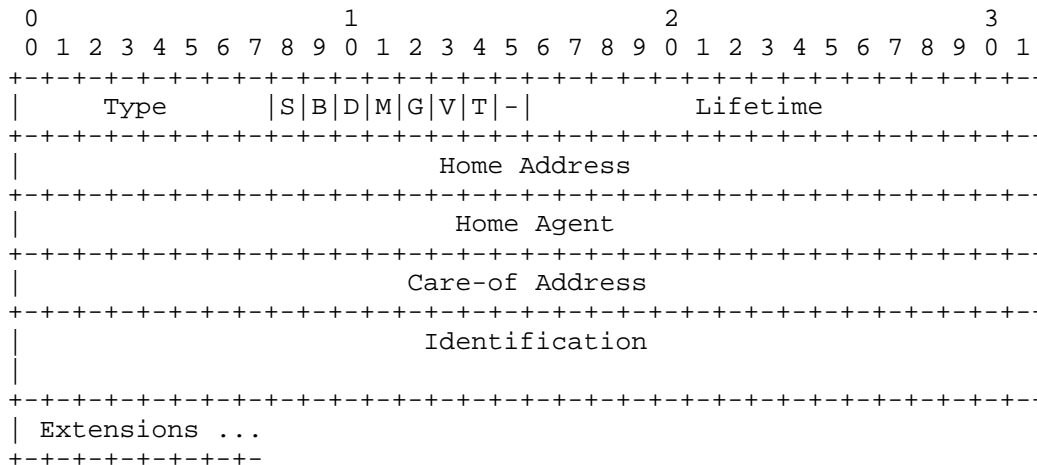 0                   1                   2                   3
 0 1 2 3 4 5 6 7 8 9 0 1 2 3 4 5 6 7 8 9 0 1 2 3 4 5 6 7 8 9 0 1
+-+-+-+-+-+-+-+-+-+-+-+-+-+-+-+-+-+-+-+-+-+-+-+-+-+-+-+-+-+-+-+-
|     Type      |S|B|D|M|G|V|T|-|          Lifetime
+-+-+-+-+-+-+-+-+-+-+-+-+-+-+-+-+-+-+-+-+-+-+-+-+-+-+-+-+-+-+-+-
|                          Home Address
+-+-+-+-+-+-+-+-+-+-+-+-+-+-+-+-+-+-+-+-+-+-+-+-+-+-+-+-+-+-+-+-
|                           Home Agent
+-+-+-+-+-+-+-+-+-+-+-+-+-+-+-+-+-+-+-+-+-+-+-+-+-+-+-+-+-+-+-+-
|                        Care-of Address
+-+-+-+-+-+-+-+-+-+-+-+-+-+-+-+-+-+-+-+-+-+-+-+-+-+-+-+-+-+-+-+-
|                         Identification
|
+-+-+-+-+-+-+-+-+-+-+-+-+-+-+-+-+-+-+-+-+-+-+-+-+-+-+-+-+-+-+-+-
| Extensions ...
+-+-+-+-+-+-+-+-